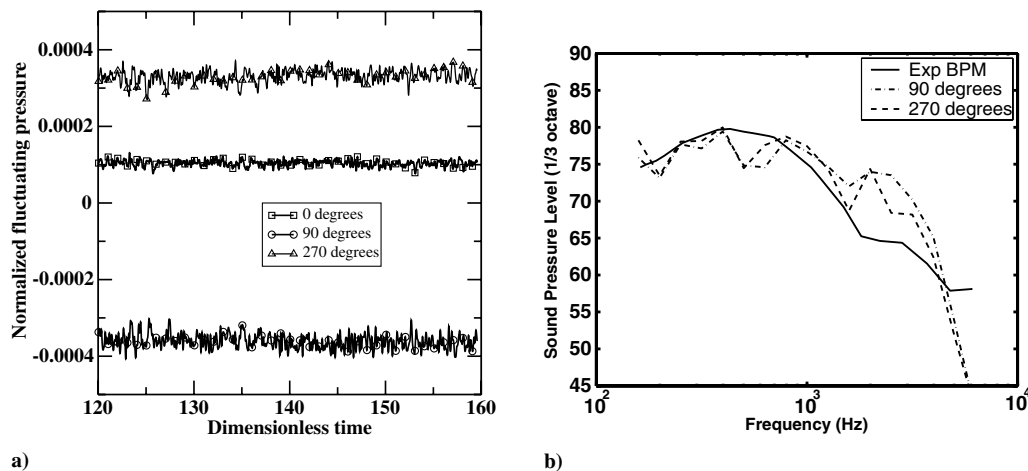 0.0004
0.0002
0
-0.0002
-0.0004
Normalized fluctuating pressure
0 degrees
90 degrees
270 degrees
120 130 140 150 160
Dimensionless time
a)
90
85
80
75
70
65
60
55
50
45
Sound Pressure Level (1/3 octave)
Exp BPM
90 degrees
270 degrees
10^2 10^3 10^4
Frequency (Hz)
b)